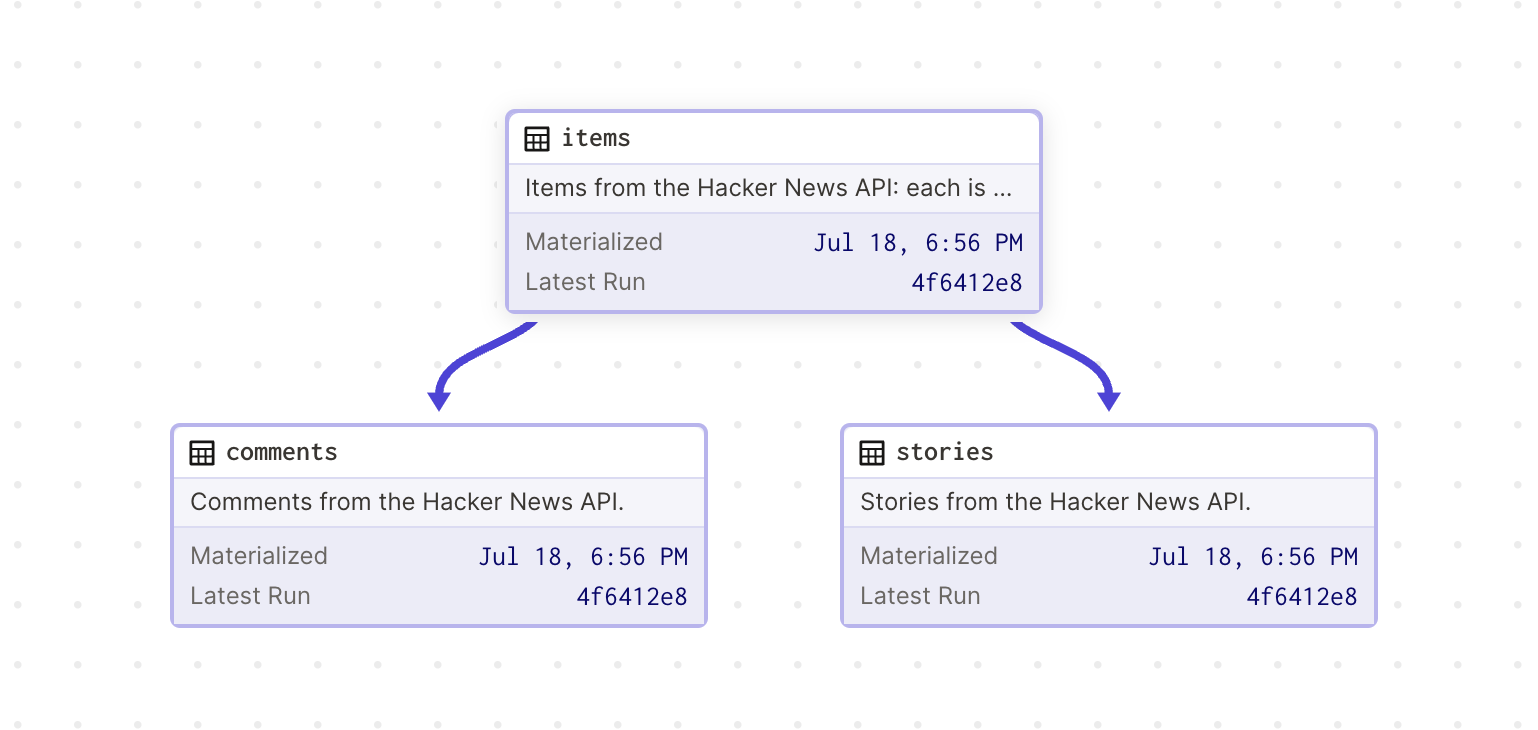 items
Items from the Hacker News API: each is ...
Materialized Jul 18, 6:56 PM
Latest Run 4f6412e8
comments
Comments from the Hacker News API.
Materialized Jul 18, 6:56 PM
Latest Run 4f6412e8
stories
Stories from the Hacker News API.
Materialized Jul 18, 6:56 PM
Latest Run 4f6412e8